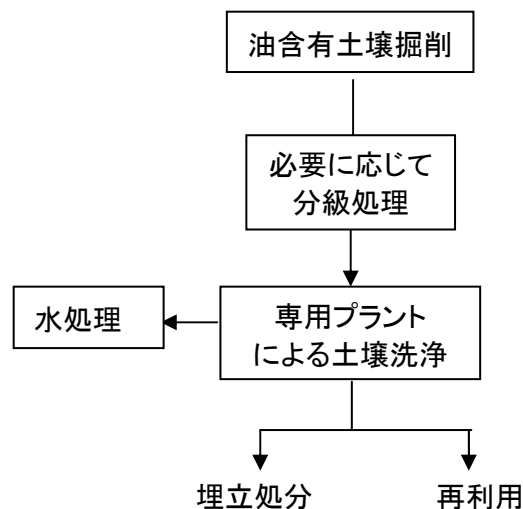 油含有土壌掘削
必要に応じて
分級処理
水処理
専用プラント
による土壌洗浄
埋立処分
再利用